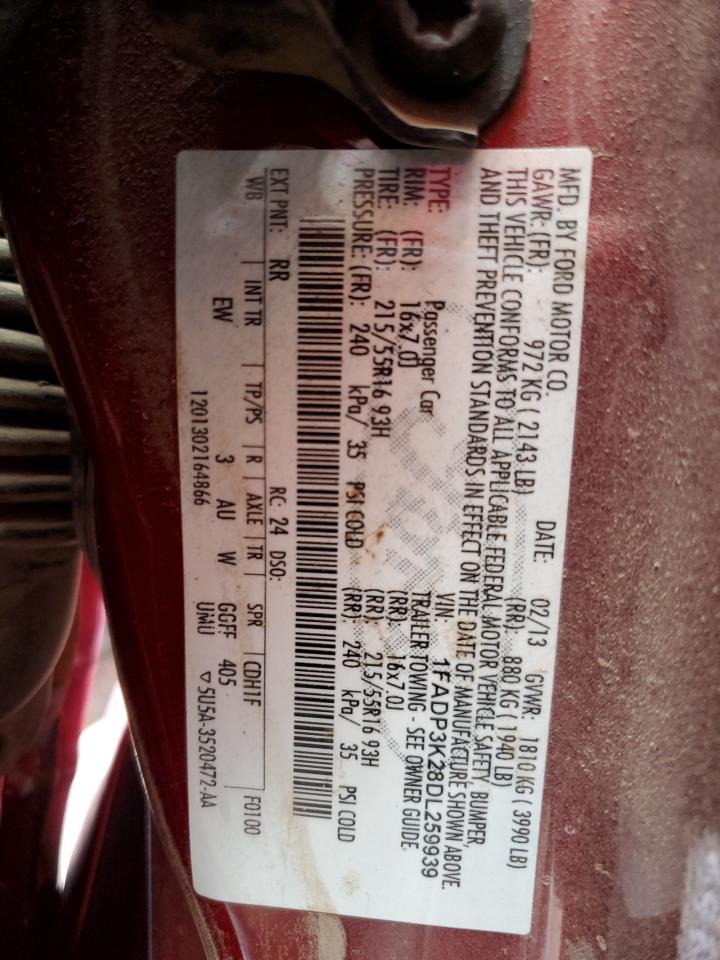 MFD. BY FORD MOTOR CO. DATE: 02/13 GVWR: 1810 KG ( 3990 LB)
GAWR: (FR): 972 KG ( 2143 LB) (RR): 880 KG ( 1940 LB)
THIS VEHICLE CONFORMS TO ALL APPLICABLE FEDERAL MOTOR VEHICLE SAFETY, BUMPER,
AND THEFT PREVENTION STANDARDS IN EFFECT ON THE DATE OF MANUFACTURE SHOWN ABOVE.
VIN: 1FADP3K28DL259939
TYPE: Passenger Car TRAILER TOWING - SEE OWNER GUIDE
RIM: (FR): 16x7.0J (RR): 16x7.0J
TIRE: (FR): 215/55R16 93H (RR): 215/55R16 93H
PRESSURE: (FR): 240 kPa/ 35 PSI COLD (RR): 240 kPa/ 35 PSI COLD
EXT PNT: RR RC: 24 DSO:
WB INT TR TP/PS R AXLE TR SPR CDH1F F0100
EW 3 AU W GGFF 405
UMU ▽5U5A-3520472-AA
1201302164866